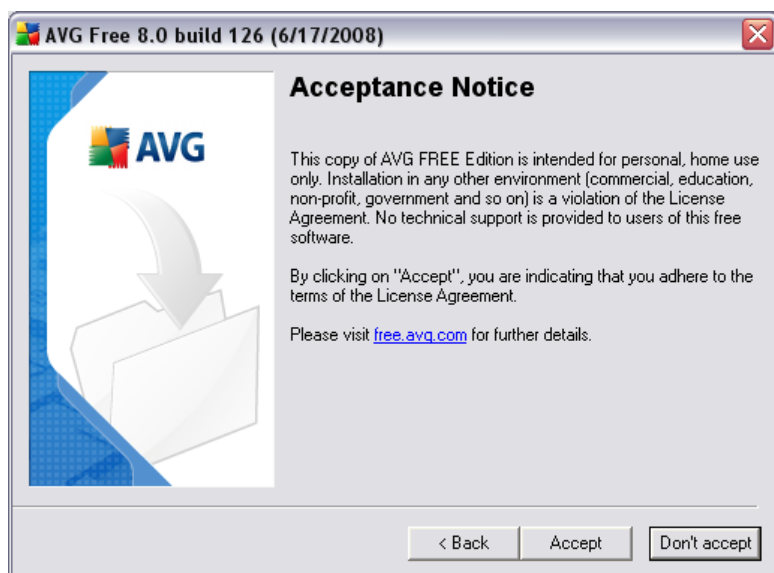 AVG Free 8.0 build 126 (6/17/2008)
AVG
Acceptance Notice
This copy of AVG FREE Edition is intended for personal, home use
only. Installation in any other environment (commercial, education,
non-profit, government and so on) is a violation of the License
Agreement. No technical support is provided to users of this free
software.
By clicking on "Accept", you are indicating that you adhere to the
terms of the License Agreement.
Please visit free.avg.com for further details.
< Back
Accept
Don't accept